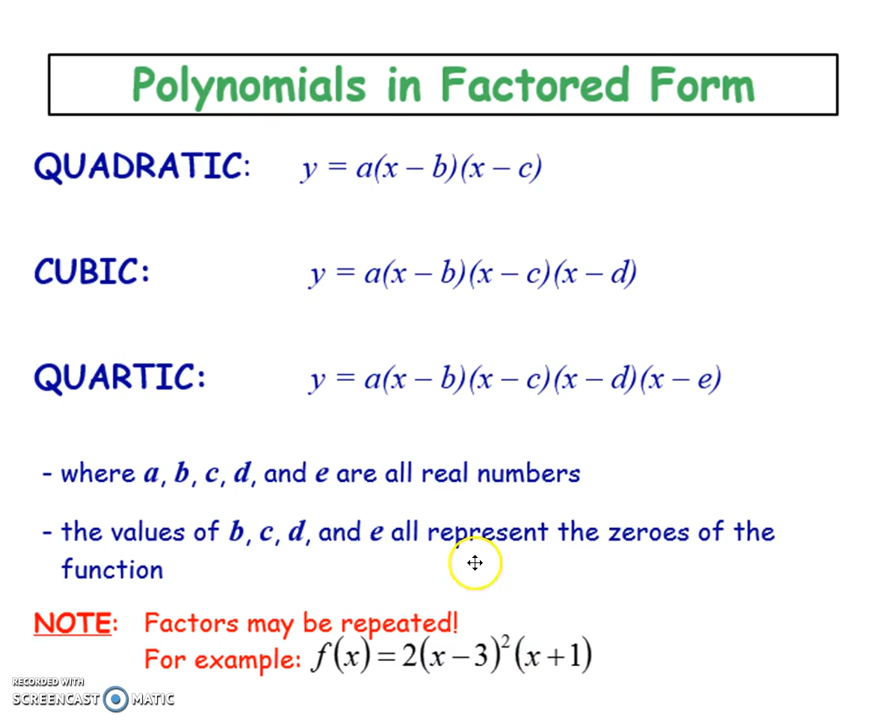 Polynomials in Factored Form
QUADRATIC: y = a(x – b)(x – c)
CUBIC: y = a(x – b)(x – c)(x – d)
QUARTIC: y = a(x – b)(x – c)(x – d)(x – e)
- where a, b, c, d, and e are all real numbers
- the values of b, c, d, and e all represent the zeroes of the
function
NOTE: Factors may be repeated!
For example: f(x) = 2(x – 3)²(x + 1)
RECORDED WITH
SCREENCAST MATIC